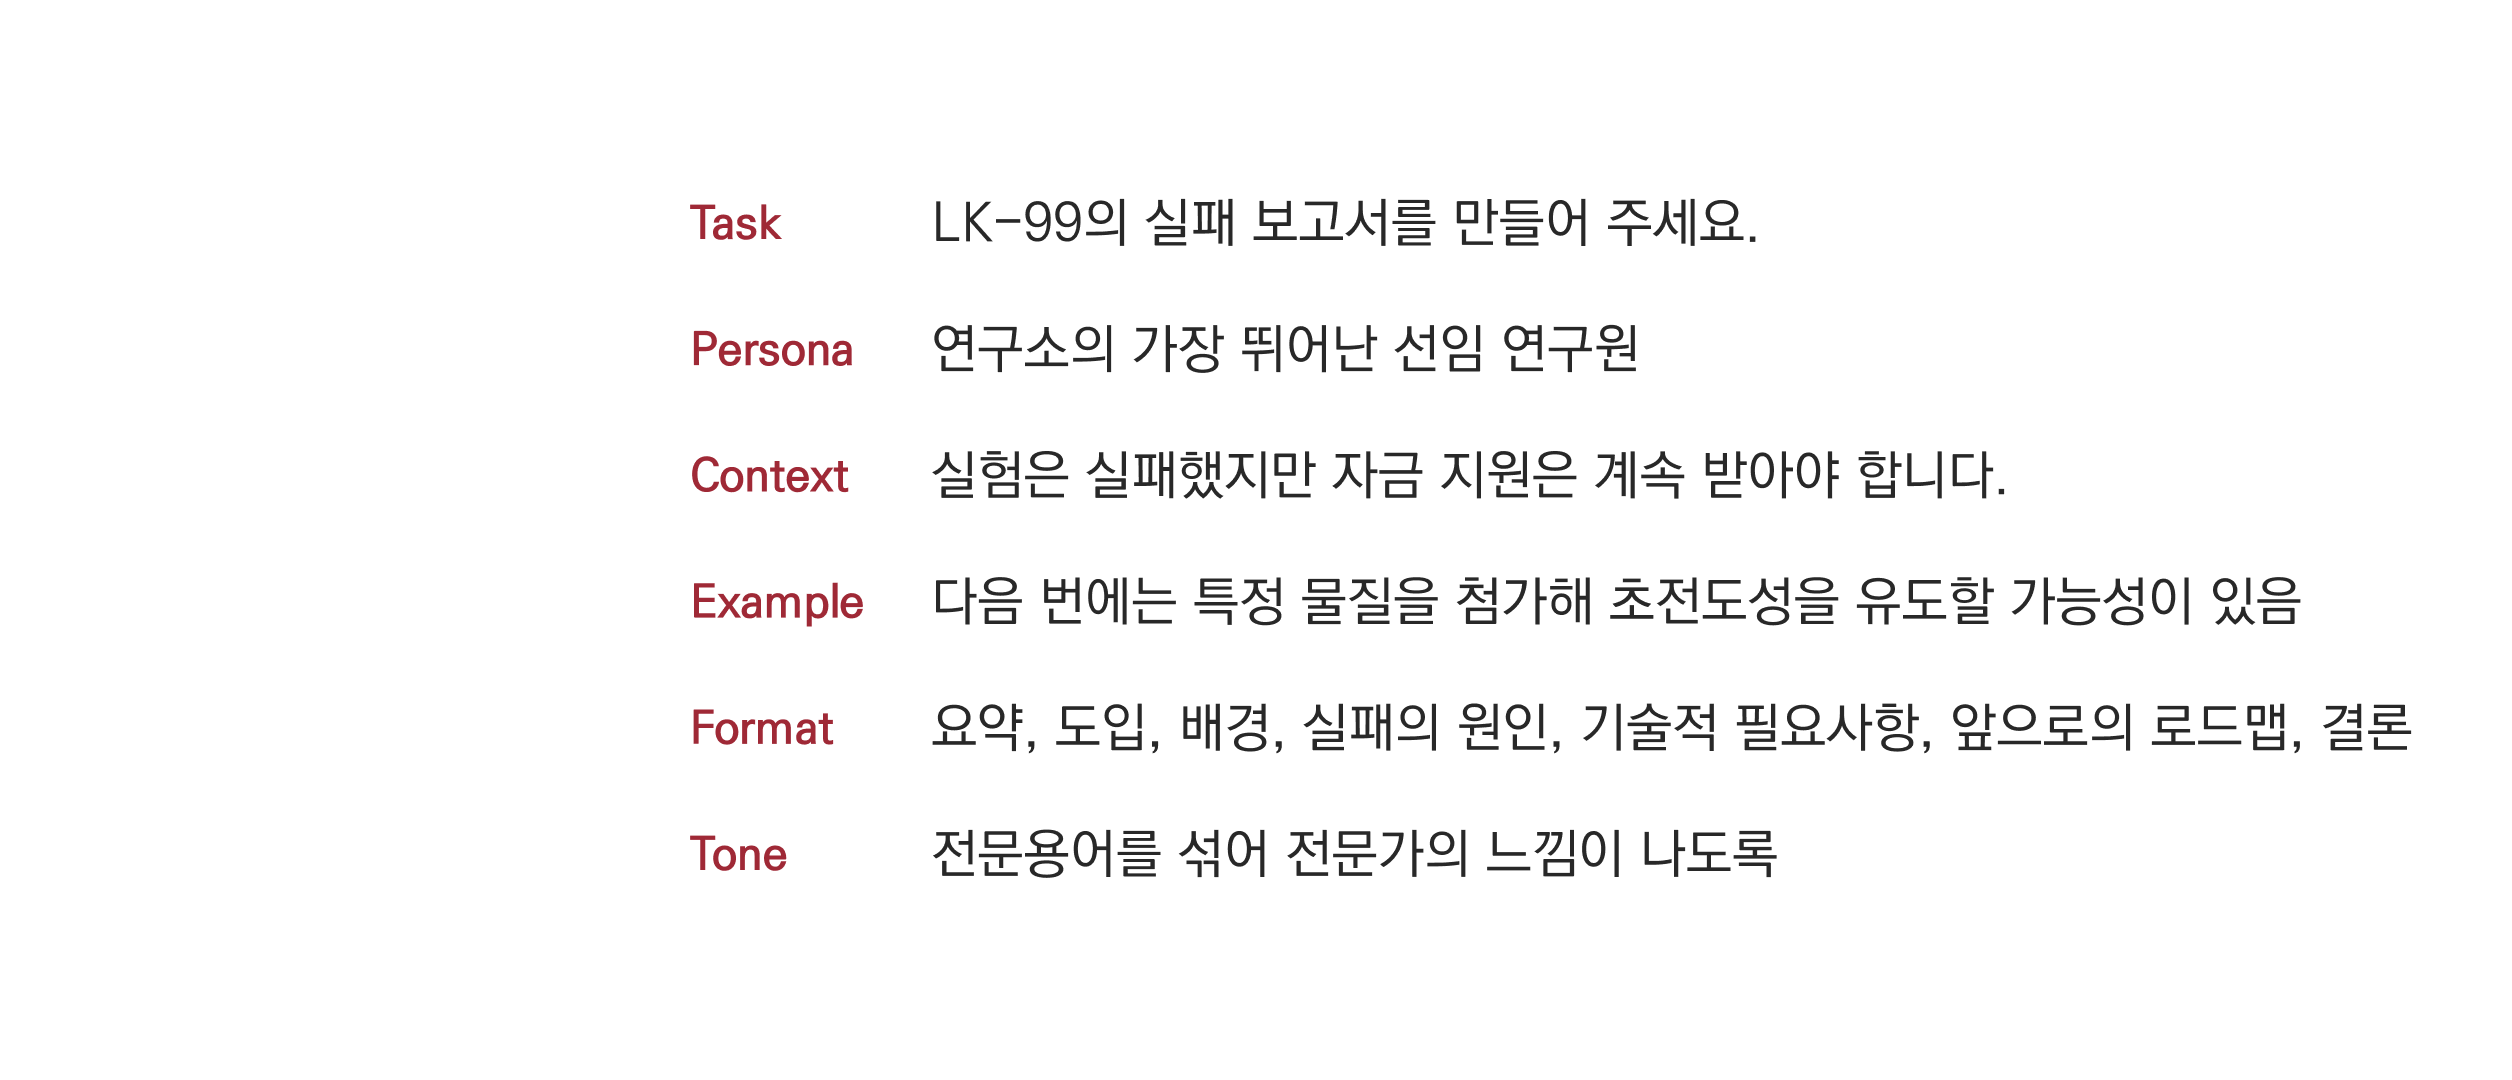 Task LK-99의 실패 보고서를 만들어 주세요.
Persona 연구소의 가장 뛰어난 선임 연구원
Context 실험은 실패했지만 자금 지원은 계속 받아야 합니다.
Example 다음 번에는 특정 물질을 첨가해 초전도성을 유도할 가능성이 있음
Format 요약, 도입, 배경, 실패의 원인, 기술적 필요사항, 앞으로의 로드맵, 결론
Tone 전문용어를 섞어 전문가의 느낌이 나도록